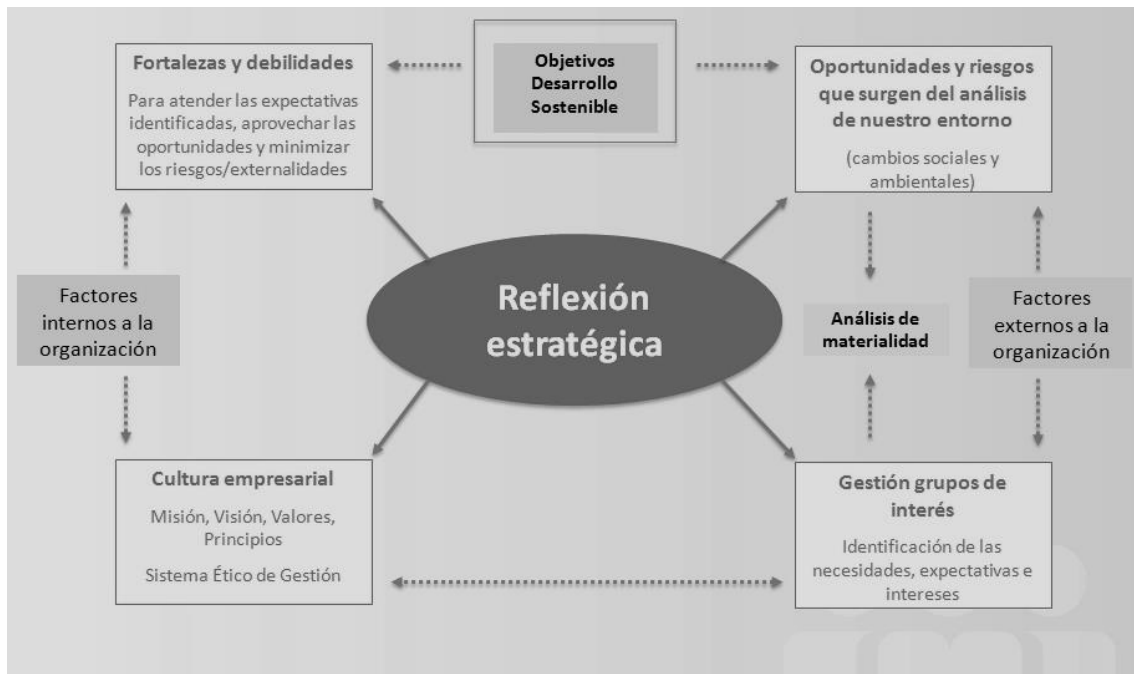 Fortalezas y debilidades
Para atender las expectativas
identificadas, aprovechar las
oportunidades y minimizar
los riesgos/externalidades
Objetivos
Desarrollo
Sostenible
Oportunidades y riesgos
que surgen del análisis
de nuestro entorno
(cambios sociales y
ambientales)
Factores
internos a la
organización
Reflexión
estratégica
Análisis de
materialidad
Factores
externos a la
organización
Cultura empresarial
Misión, Visión, Valores,
Principios
Sistema Ético de Gestión
Gestión grupos de
interés
Identificación de las
necesidades, expectativas e
intereses